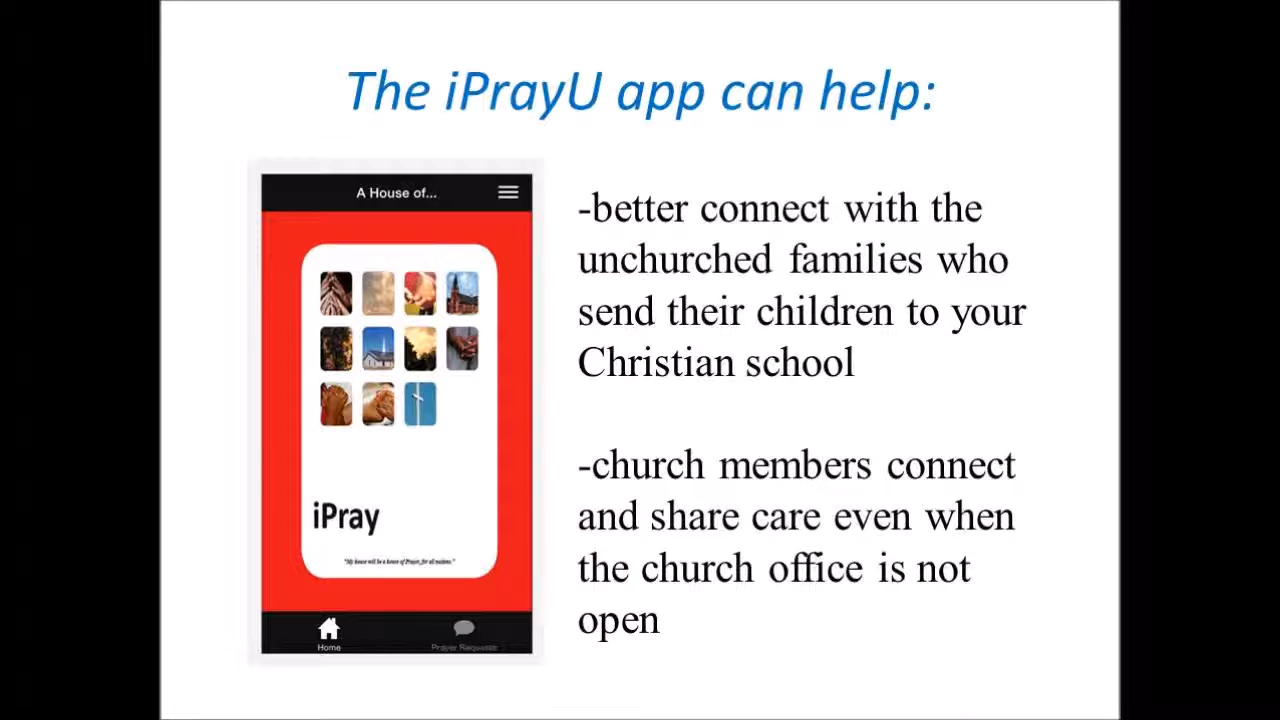 The iPrayU app can help:
A House of...
iPray
"My house will be a house of Prayer, for all nations."
Home
Prayer Requests
-better connect with the
unchurched families who
send their children to your
Christian school
-church members connect
and share care even when
the church office is not
open